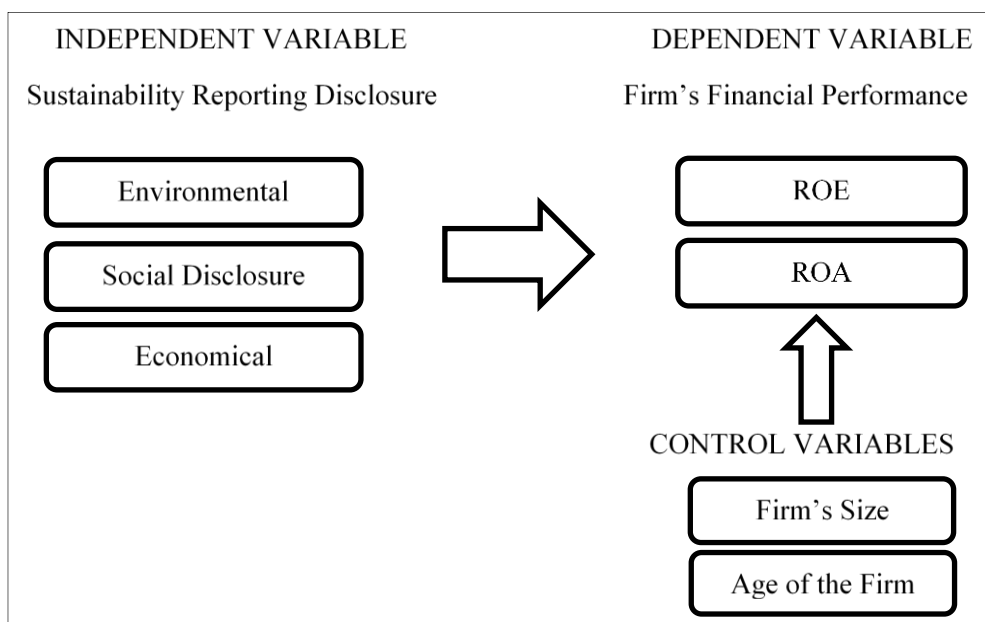 INDEPENDENT VARIABLE
Sustainability Reporting Disclosure
Environmental
Social Disclosure
Economical
DEPENDENT VARIABLE
Firm’s Financial Performance
ROE
ROA
CONTROL VARIABLES
Firm’s Size
Age of the Firm